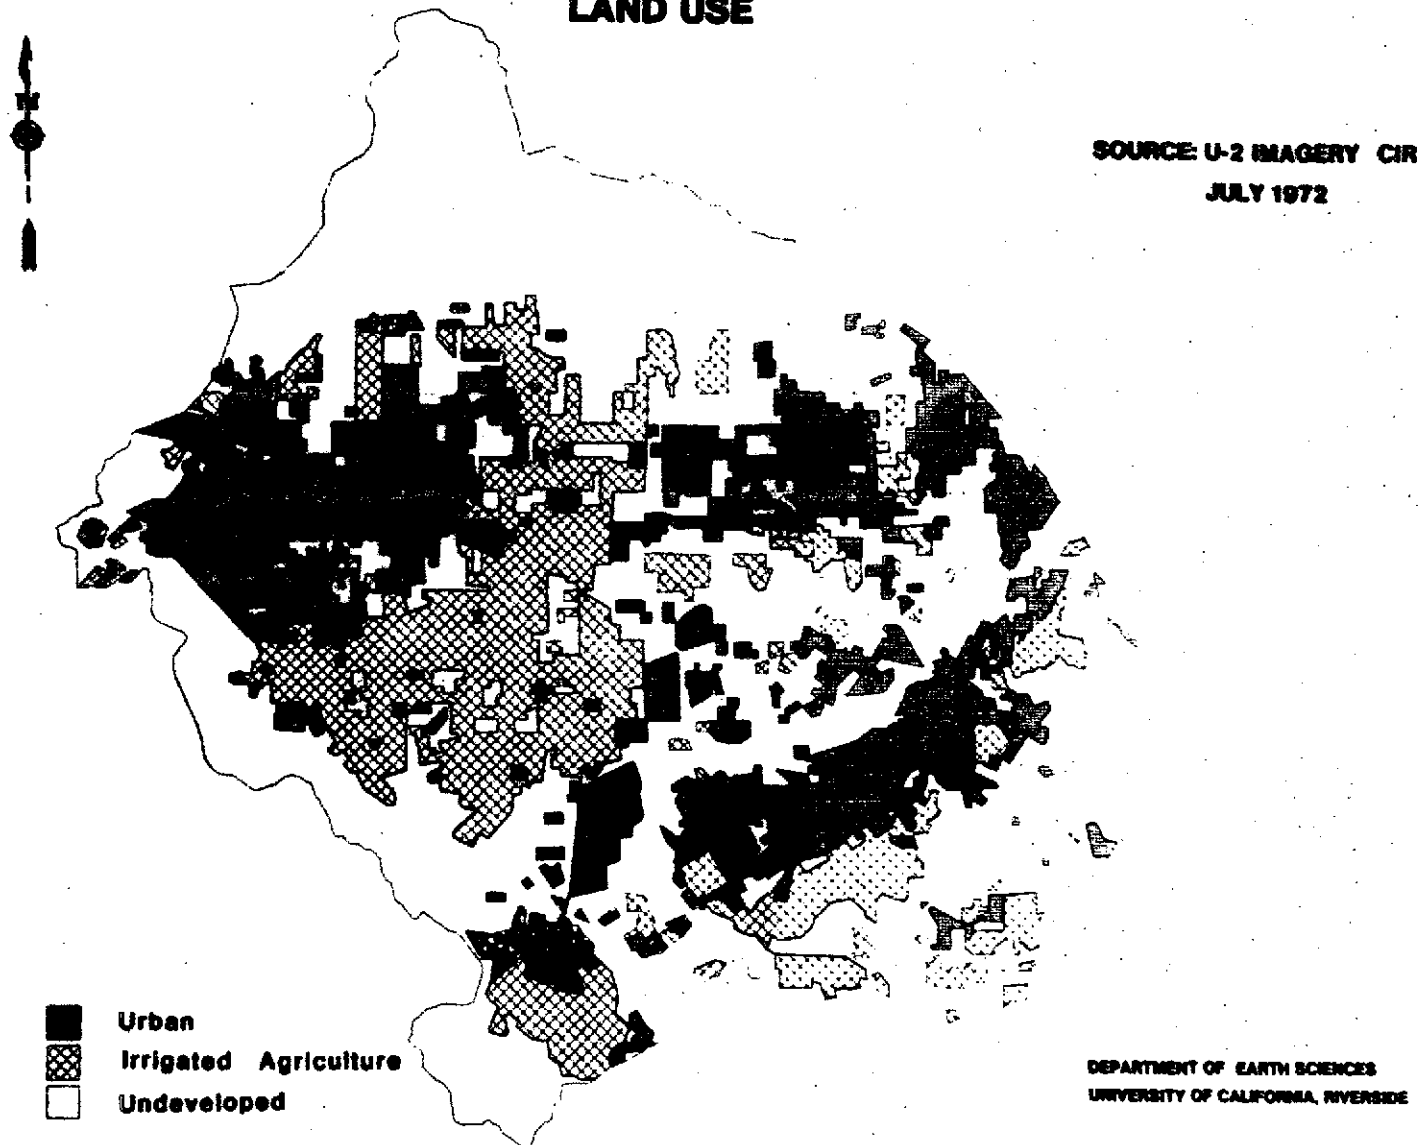 LAND USE
SOURCE: U-2 IMAGERY CIR
JULY 1972
Urban
Irrigated Agriculture
Undeveloped
DEPARTMENT OF EARTH SCIENCES
UNIVERSITY OF CALIFORNIA, RIVERSIDE